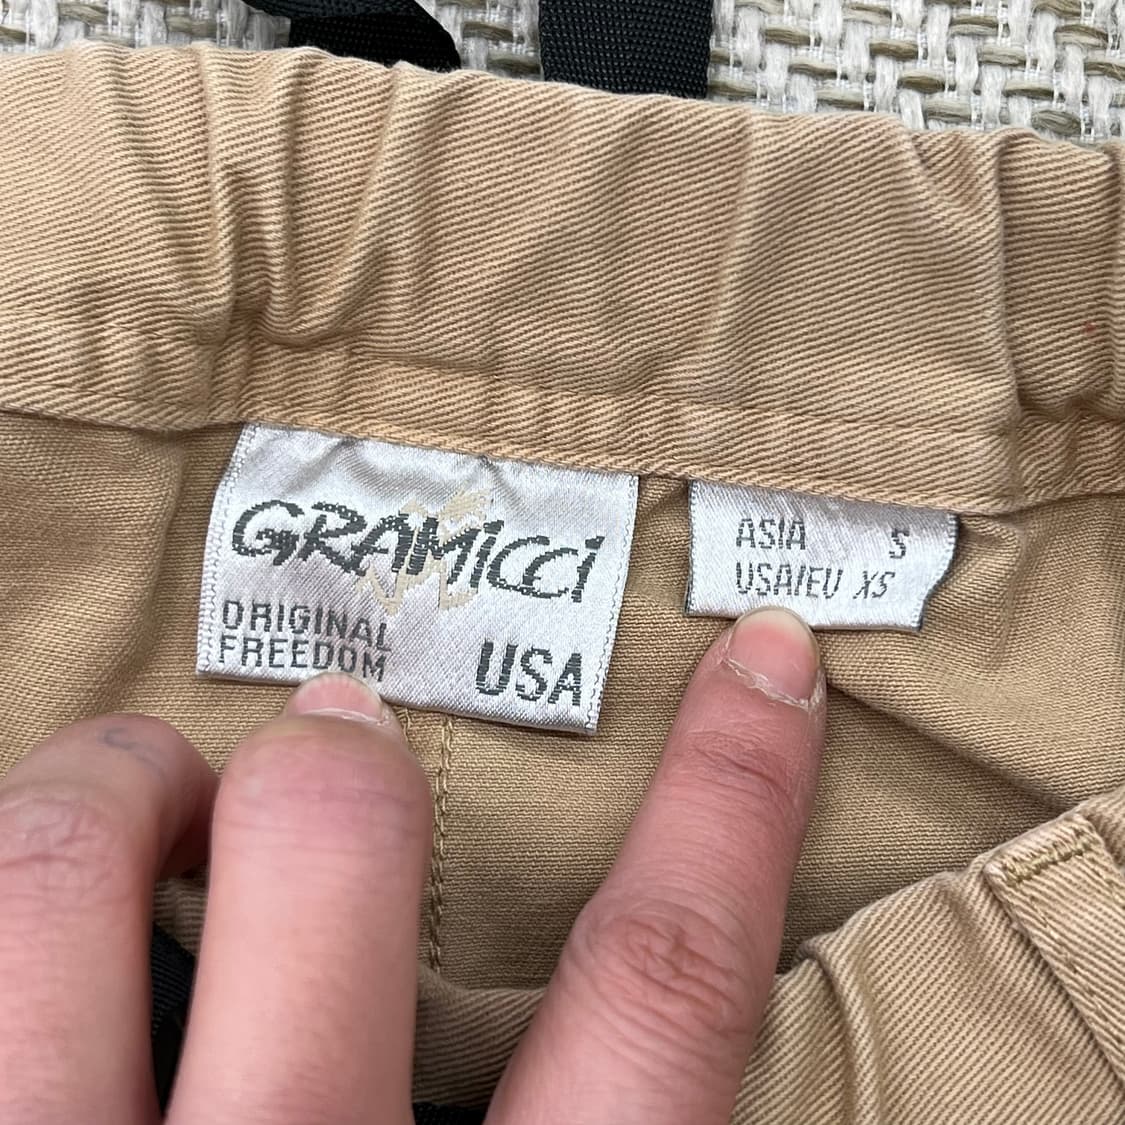 GRAMICCI
ORIGINAL
FREEDOM
USA
ASIA S
USA/EU XS